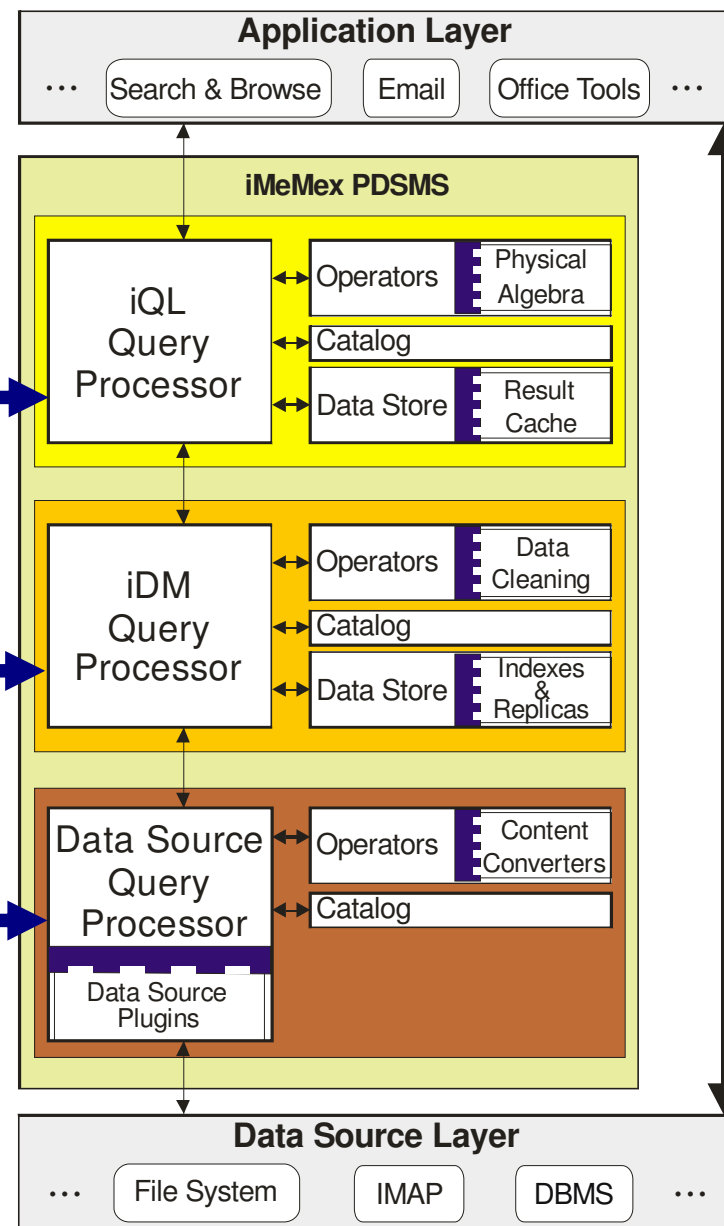 Application Layer
... Search & Browse Email Office Tools ...
iMeMex PDSMS
iQL
Query
Processor
Operators
Physical
Algebra
Catalog
Data Store
Result
Cache
iDM
Query
Processor
Operators
Data
Cleaning
Catalog
Data Store
Indexes
&
Replicas
Data Source
Query
Processor
Data Source
Plugins
Operators
Content
Converters
Catalog
Data Source Layer
... File System IMAP DBMS ...